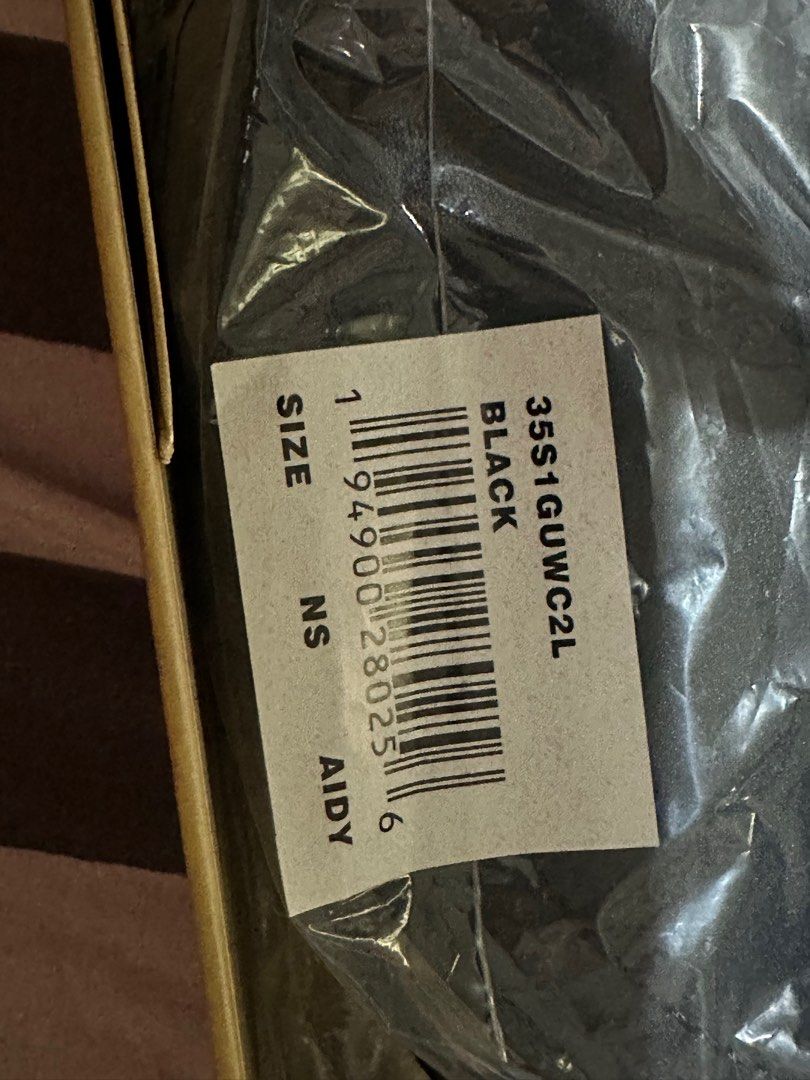 35S1GUWC2L
BLACK
1 94900 28025 6
SIZE NS AIDY